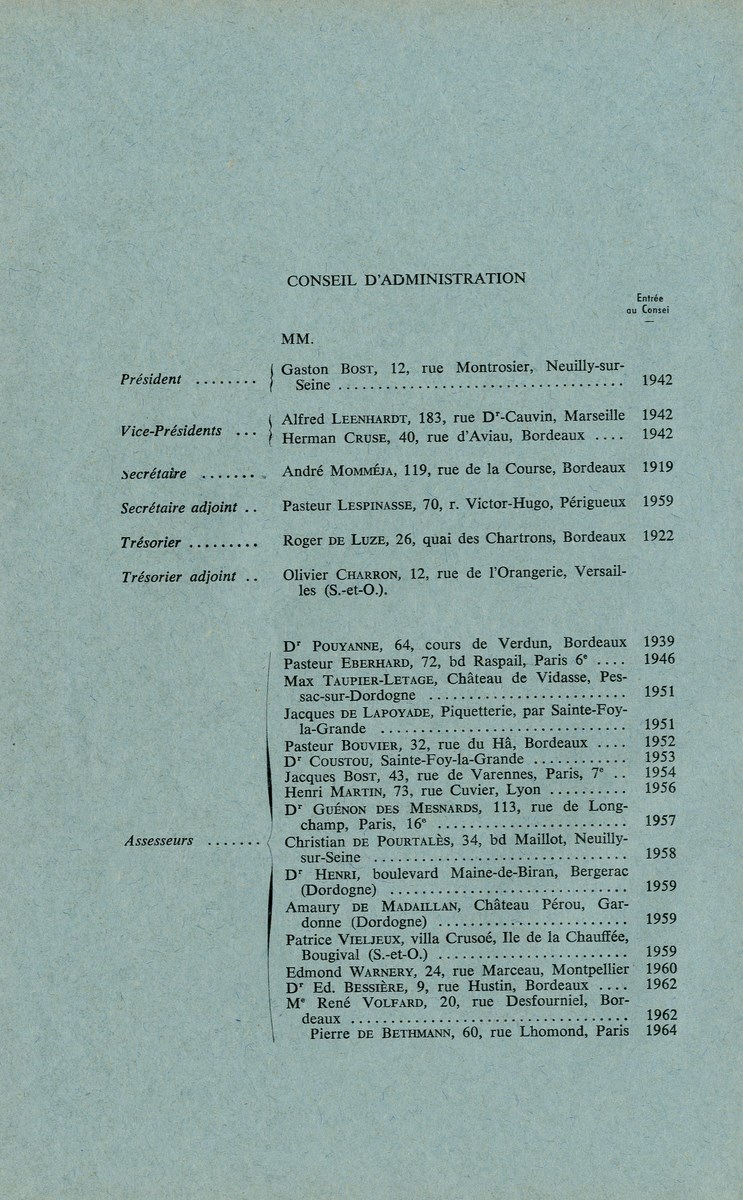 CONSEIL D'ADMINISTRATION
Entrée
au Consei
MM.
Président ........ Gaston BOST, 12, rue Montrosier, Neuilly-sur-
Seine .................................. 1942
Vice-Présidents ... Alfred LEENHARDT, 183, rue Dr-Cauvin, Marseille 1942
Herman CRUSE, 40, rue d'Aviau, Bordeaux .... 1942
Secrétaire ........ André MOMMÉJA, 119, rue de la Course, Bordeaux 1919
Secrétaire adjoint .. Pasteur LESPINASSE, 70, r. Victor-Hugo, Périgueux 1959
Trésorier ......... Roger DE LUZE, 26, quai des Chartrons, Bordeaux 1922
Trésorier adjoint .. Olivier CHARRON, 12, rue de l'Orangerie, Versail-
les (S.-et-O.).
Dr POUYANNE, 64, cours de Verdun, Bordeaux 1939
Pasteur EBERHARD, 72, bd Raspail, Paris 6e .... 1946
Max TAUPIER-LETAGE, Château de Vidasse, Pes-
sac-sur-Dordogne ........................ 1951
Jacques DE LAPOYADE, Piquetterie, par Sainte-Foy-
la-Grande .............................. 1951
Pasteur BOUVIER, 32, rue du Hâ, Bordeaux .... 1952
Dr COUSTOU, Sainte-Foy-la-Grande ............ 1953
Jacques BOST, 43, rue de Varennes, Paris, 7e .. 1954
Henri MARTIN, 73, rue Cuvier, Lyon .......... 1956
Dr GUÉNON DES MESNARDS, 113, rue de Long-
champ, Paris, 16e ........................ 1957
Assesseurs ....... Christian DE POURTALÈS, 34, bd Maillot, Neuilly-
sur-Seine ............................... 1958
Dr HENRI, boulevard Maine-de-Biran, Bergerac
(Dordogne) ............................. 1959
Amaury DE MADAILLAN, Château Pérou, Gar-
donne (Dordogne) ....................... 1959
Patrice VIELJEUX, villa Crusoé, Ile de la Chauffée,
Bougival (S.-et-O.) ....................... 1959
Edmond WARNERY, 24, rue Marceau, Montpellier 1960
Dr Ed. BESSIÈRE, 9, rue Hustin, Bordeaux .... 1962
Me René VOLFARD, 20, rue Desfourniel, Bor-
deaux .................................. 1962
Pierre DE BETHMANN, 60, rue Lhomond, Paris 1964